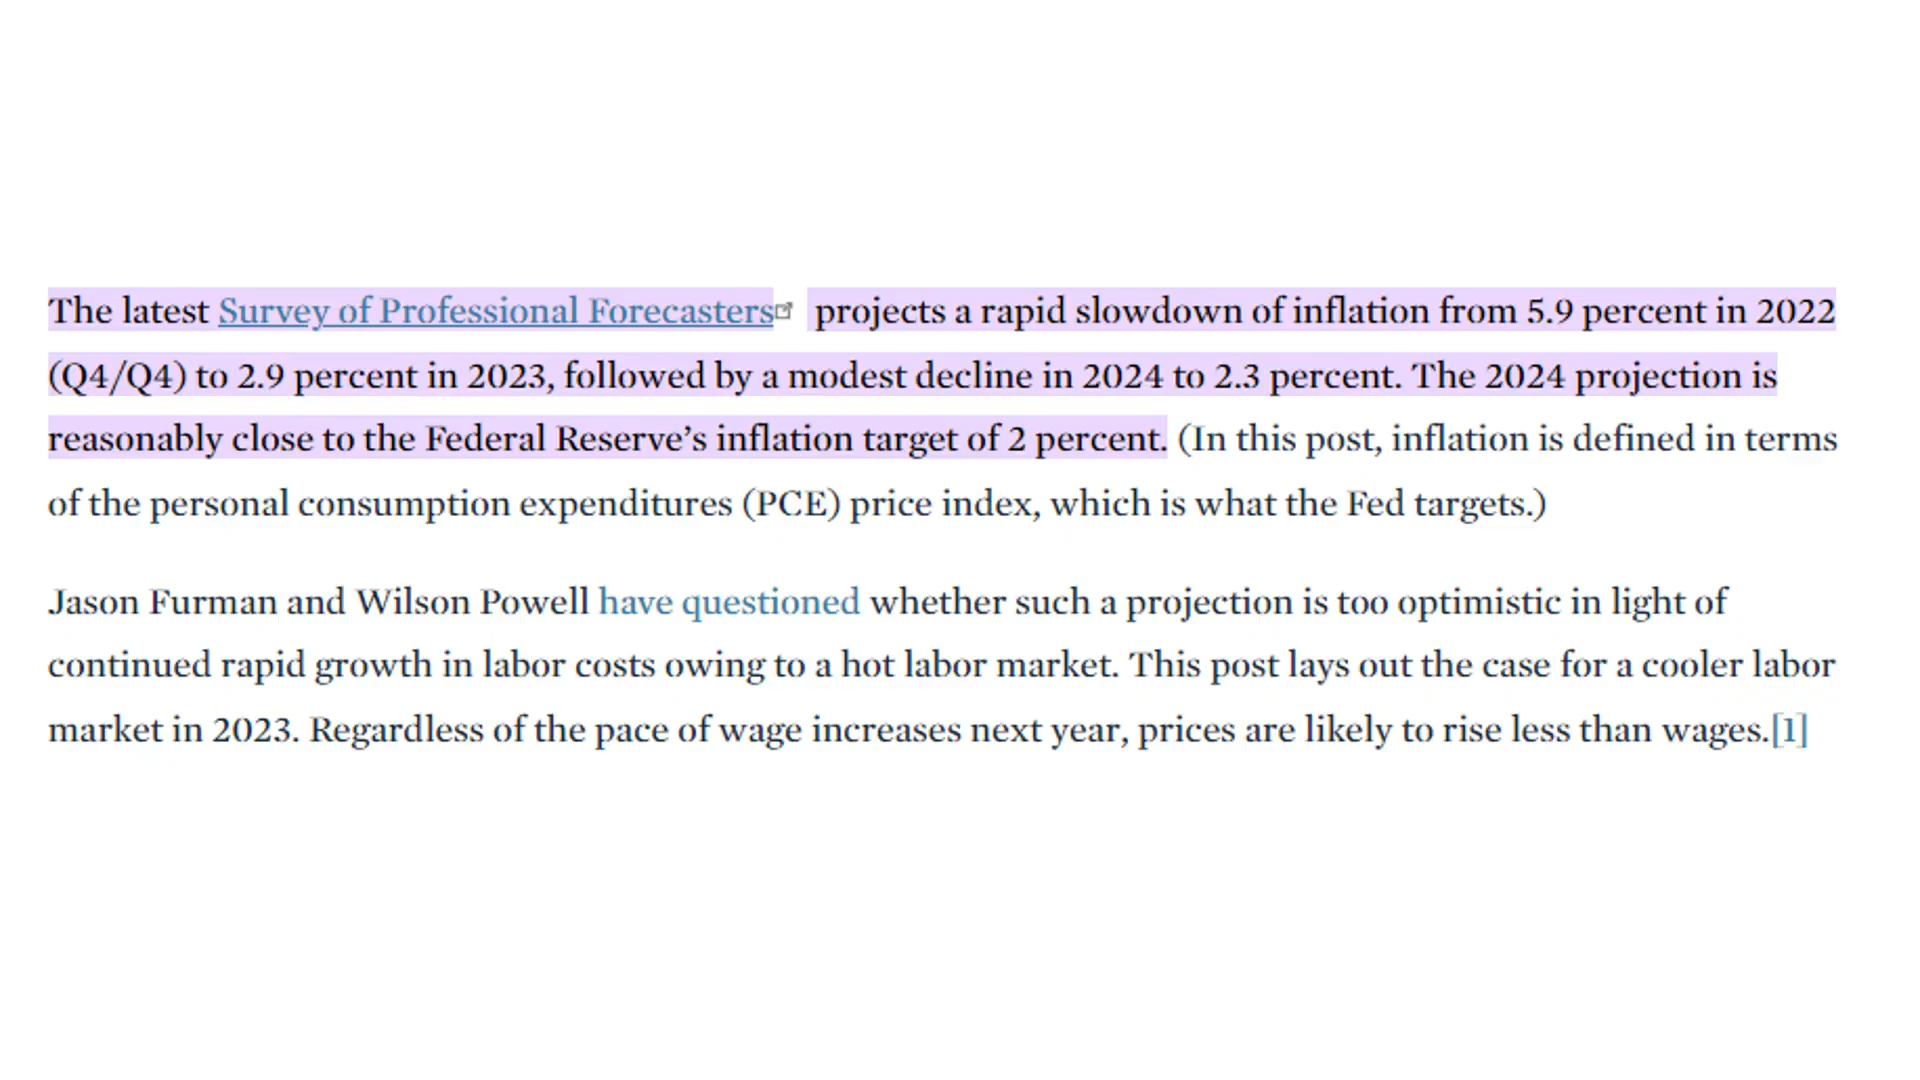 The latest Survey of Professional Forecasters projects a rapid slowdown of inflation from 5.9 percent in 2022
(Q4/Q4) to 2.9 percent in 2023, followed by a modest decline in 2024 to 2.3 percent. The 2024 projection is
reasonably close to the Federal Reserve’s inflation target of 2 percent. (In this post, inflation is defined in terms
of the personal consumption expenditures (PCE) price index, which is what the Fed targets.)
Jason Furman and Wilson Powell have questioned whether such a projection is too optimistic in light of
continued rapid growth in labor costs owing to a hot labor market. This post lays out the case for a cooler labor
market in 2023. Regardless of the pace of wage increases next year, prices are likely to rise less than wages.[1]